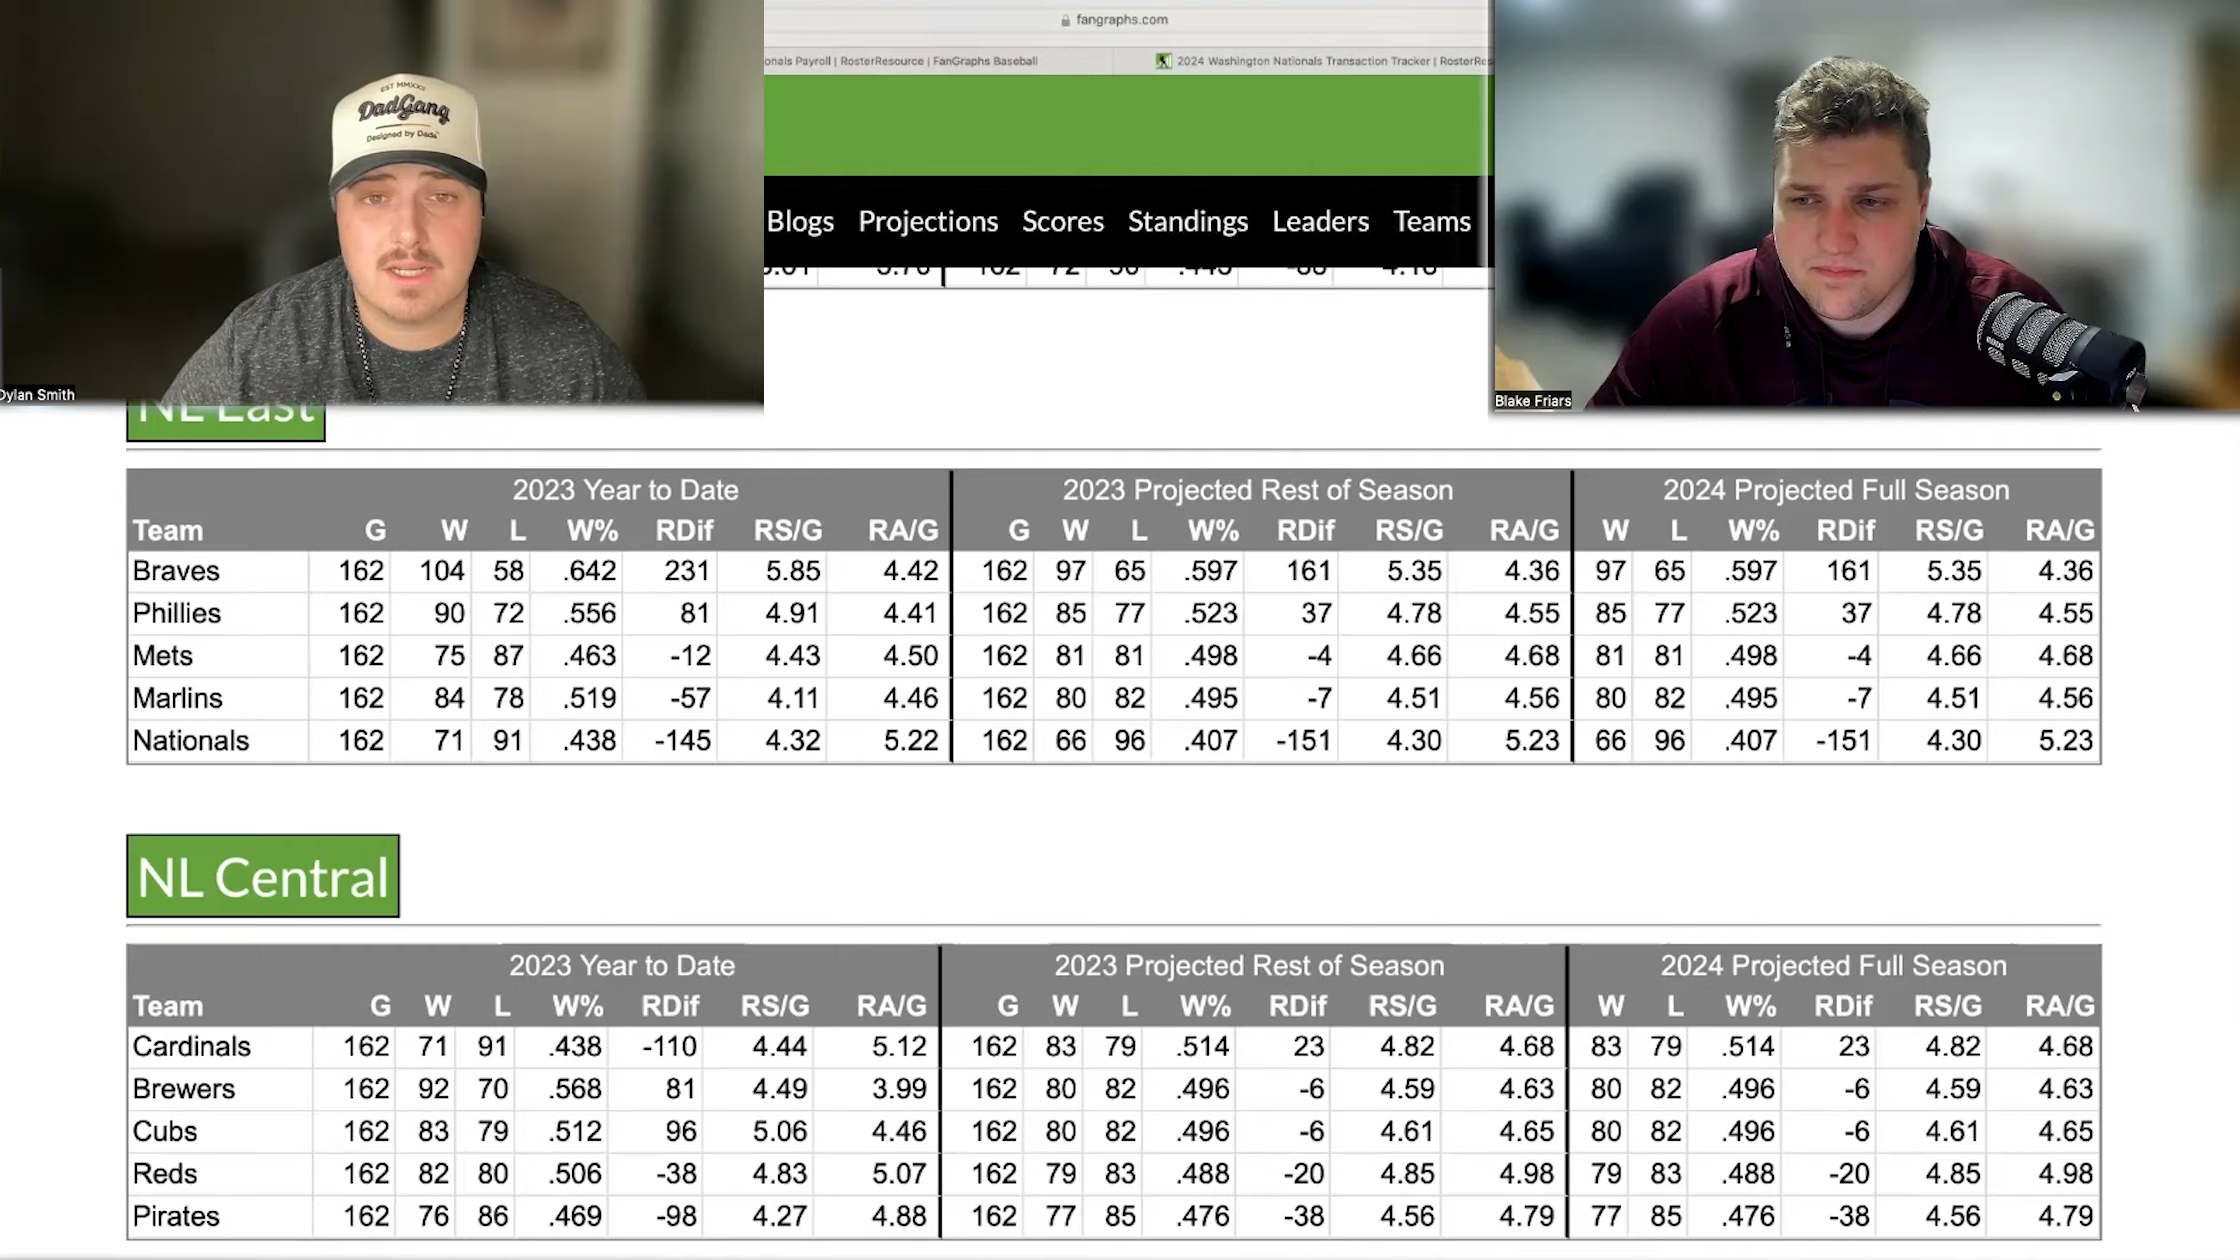 fangraphs.com
onals Payroll | RosterResource | FanGraphs Baseball
2024 Washington Nationals Transaction Tracker | RosterRes
EST MMXXII
DadGang
Designed by Dads
Blogs Projections Scores Standings Leaders Teams
162 72
Dylan Smith
Blake Friars
NL East
2023 Year to Date 2023 Projected Rest of Season 2024 Projected Full Season
Team G W L W% RDif RS/G RA/G G W L W% RDif RS/G RA/G W L W% RDif RS/G RA/G
Braves 162 104 58 .642 231 5.85 4.42 162 97 65 .597 161 5.35 4.36 97 65 .597 161 5.35 4.36
Phillies 162 90 72 .556 81 4.91 4.41 162 85 77 .523 37 4.78 4.55 85 77 .523 37 4.78 4.55
Mets 162 75 87 .463 -12 4.43 4.50 162 81 81 .498 -4 4.66 4.68 81 81 .498 -4 4.66 4.68
Marlins 162 84 78 .519 -57 4.11 4.46 162 80 82 .495 -7 4.51 4.56 80 82 .495 -7 4.51 4.56
Nationals 162 71 91 .438 -145 4.32 5.22 162 66 96 .407 -151 4.30 5.23 66 96 .407 -151 4.30 5.23
NL Central
2023 Year to Date 2023 Projected Rest of Season 2024 Projected Full Season
Team G W L W% RDif RS/G RA/G G W L W% RDif RS/G RA/G W L W% RDif RS/G RA/G
Cardinals 162 71 91 .438 -110 4.44 5.12 162 83 79 .514 23 4.82 4.68 83 79 .514 23 4.82 4.68
Brewers 162 92 70 .568 81 4.49 3.99 162 80 82 .496 -6 4.59 4.63 80 82 .496 -6 4.59 4.63
Cubs 162 83 79 .512 96 5.06 4.46 162 80 82 .496 -6 4.61 4.65 80 82 .496 -6 4.61 4.65
Reds 162 82 80 .506 -38 4.83 5.07 162 79 83 .488 -20 4.85 4.98 79 83 .488 -20 4.85 4.98
Pirates 162 76 86 .469 -98 4.27 4.88 162 77 85 .476 -38 4.56 4.79 77 85 .476 -38 4.56 4.79